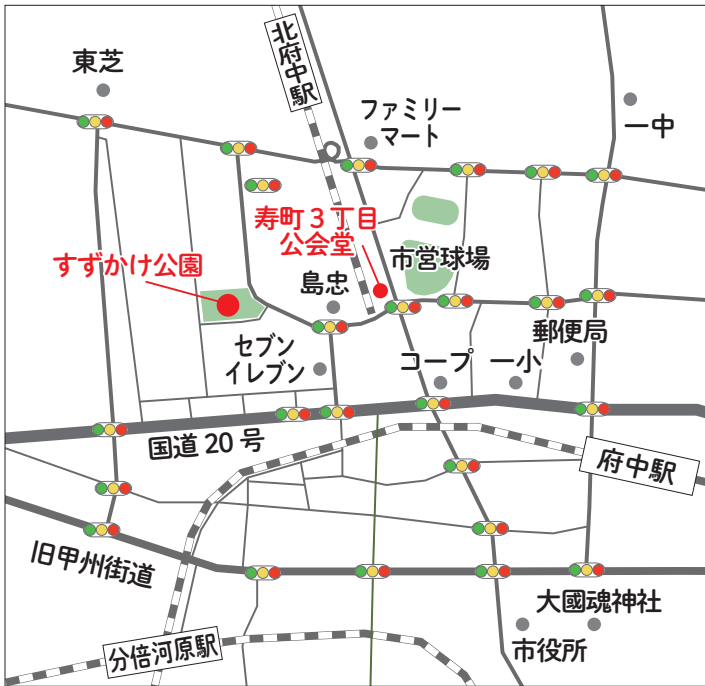 東芝
北府中駅
ファミリー
マート
一中
寿町３丁目
公会堂
市営球場
すずかけ公園
島忠
郵便局
セブン
イレブン
コープ
一小
国道20号
府中駅
旧甲州街道
大國魂神社
分倍河原駅
市役所